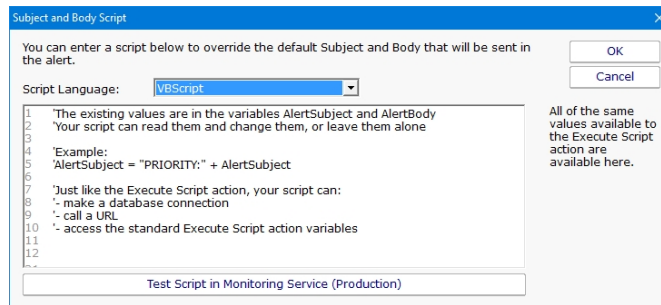 Subject and Body Script
You can enter a script below to override the default Subject and Body that will be sent in
the alert.
Script Language:
VBScript
OK
Cancel
All of the same
values available to
the Execute Script
action are
available here.
1 'The existing values are in the variables AlertSubject and AlertBody
2 'Your script can read them and change them, or leave them alone
3
4 'Example:
5 'AlertSubject = "PRIORITY:" + AlertSubject
6
7 'Just like the Execute Script action, your script can:
8 '- make a database connection
9 '- call a URL
10 '- access the standard Execute Script action variables
11
12
Test Script in Monitoring Service (Production)